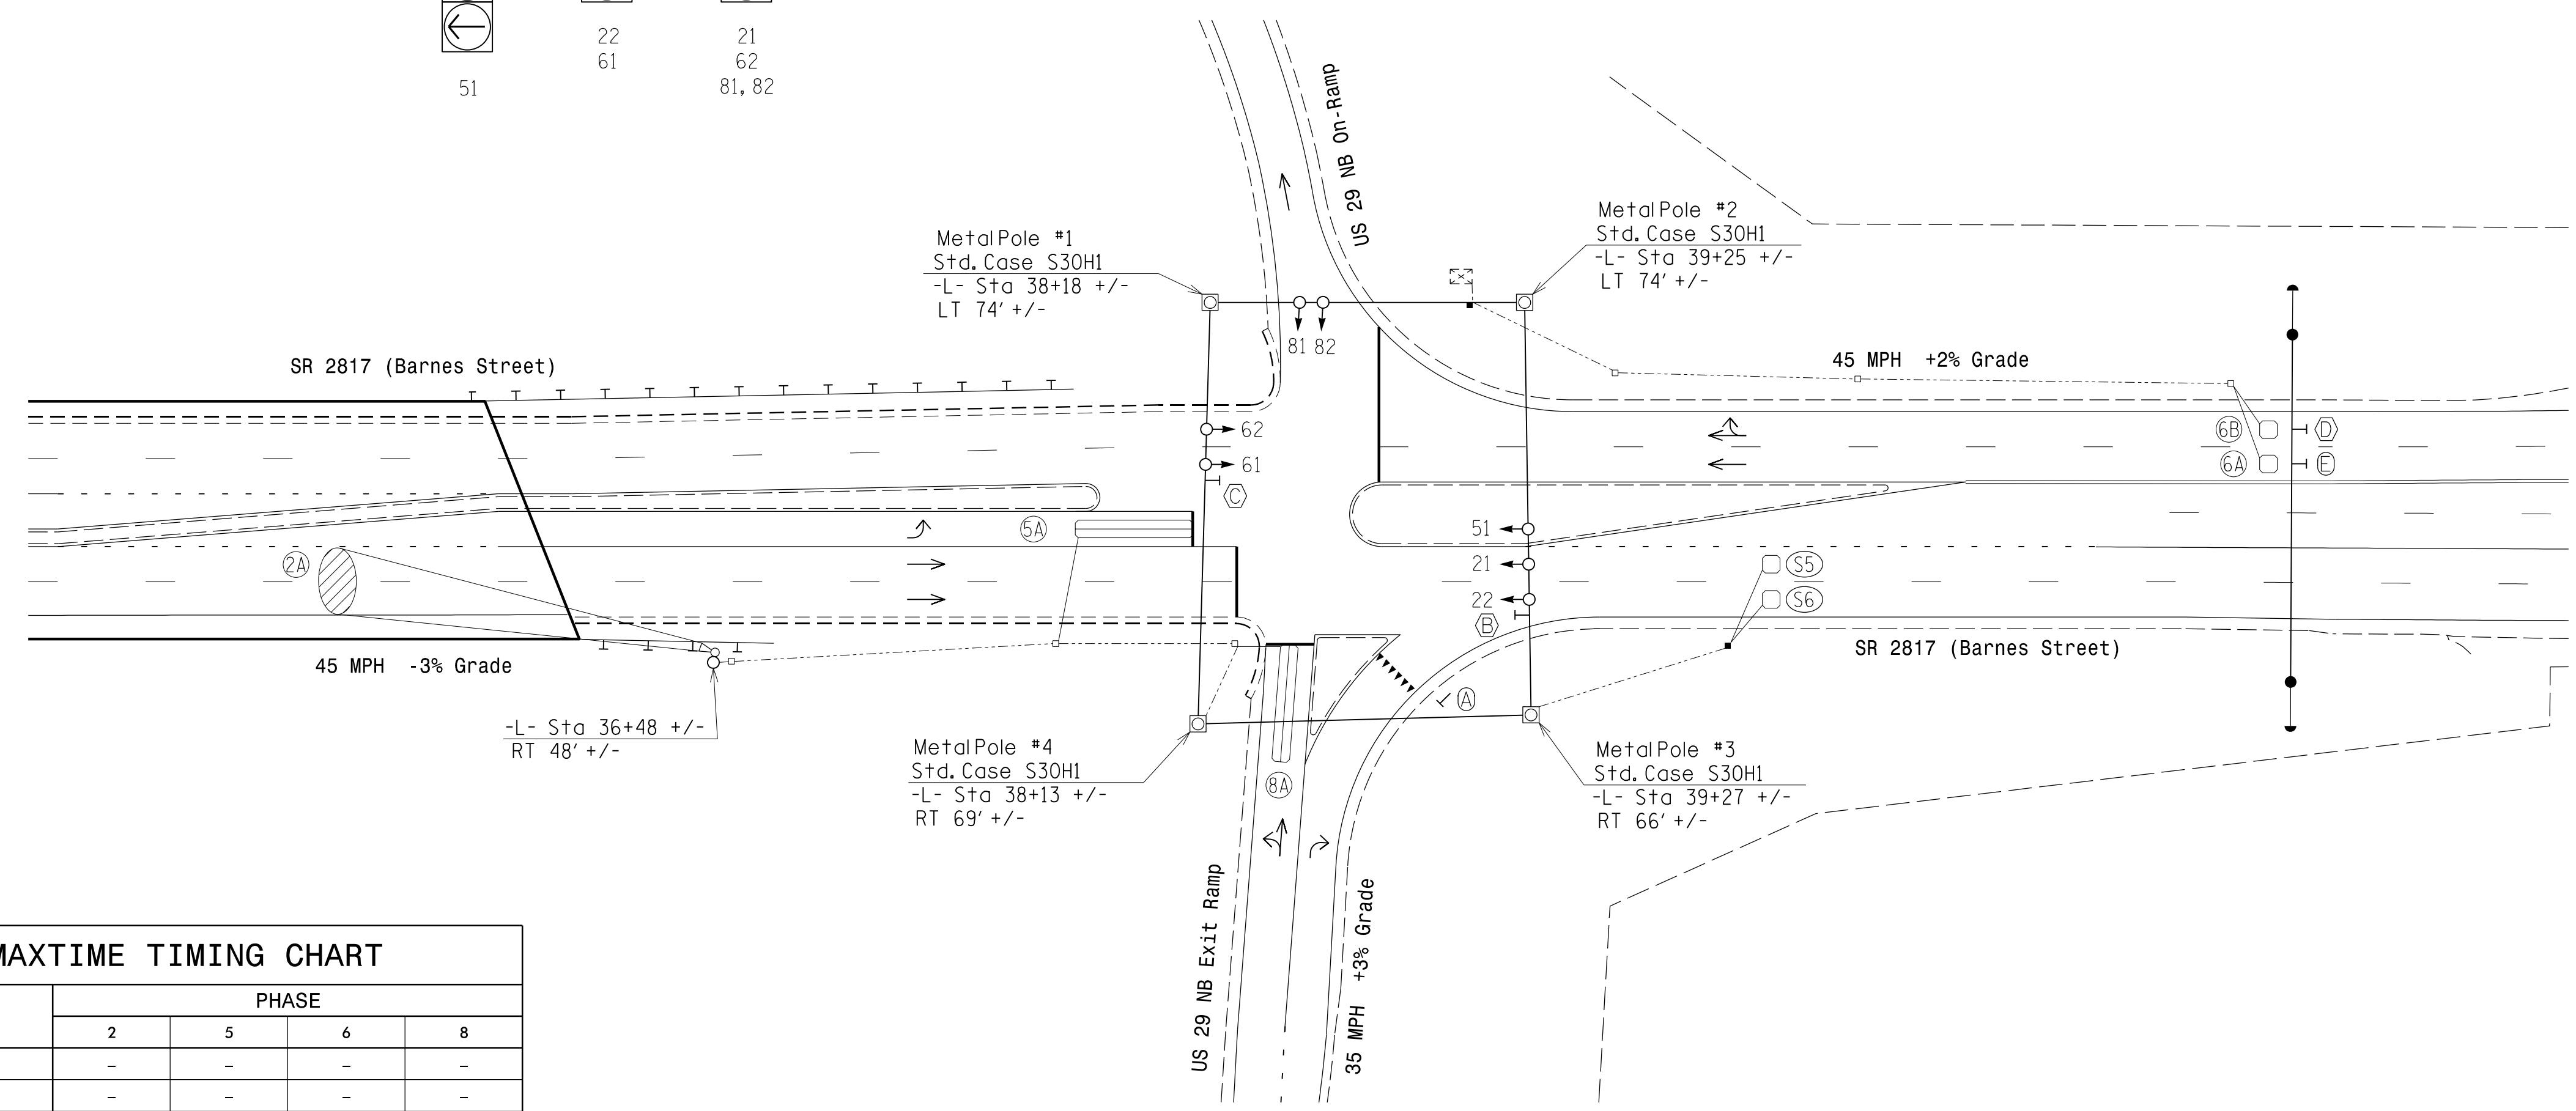 51
22
61
21
62
81, 82
US 29 NB On-Ramp
Metal Pole #1
Std. Case S30H1
-L- Sta 38+18 +/-
LT 74' +/-
Metal Pole #2
Std. Case S30H1
-L- Sta 39+25 +/-
LT 74' +/-
81 82
SR 2817 (Barnes Street)
45 MPH +2% Grade
62
61
C
6B
D
6A
E
5A
51
2A
21
S5
22
S6
B
45 MPH -3% Grade
SR 2817 (Barnes Street)
A
-L- Sta 36+48 +/-
RT 48' +/-
Metal Pole #4
Std. Case S30H1
-L- Sta 38+13 +/-
RT 69' +/-
8A
Metal Pole #3
Std. Case S30H1
-L- Sta 39+27 +/-
RT 66' +/-
US 29 NB Exit Ramp
35 MPH +3% Grade
MAXTIME TIMING CHART
PHASE
2 5 6 8
- - - -
- - - -